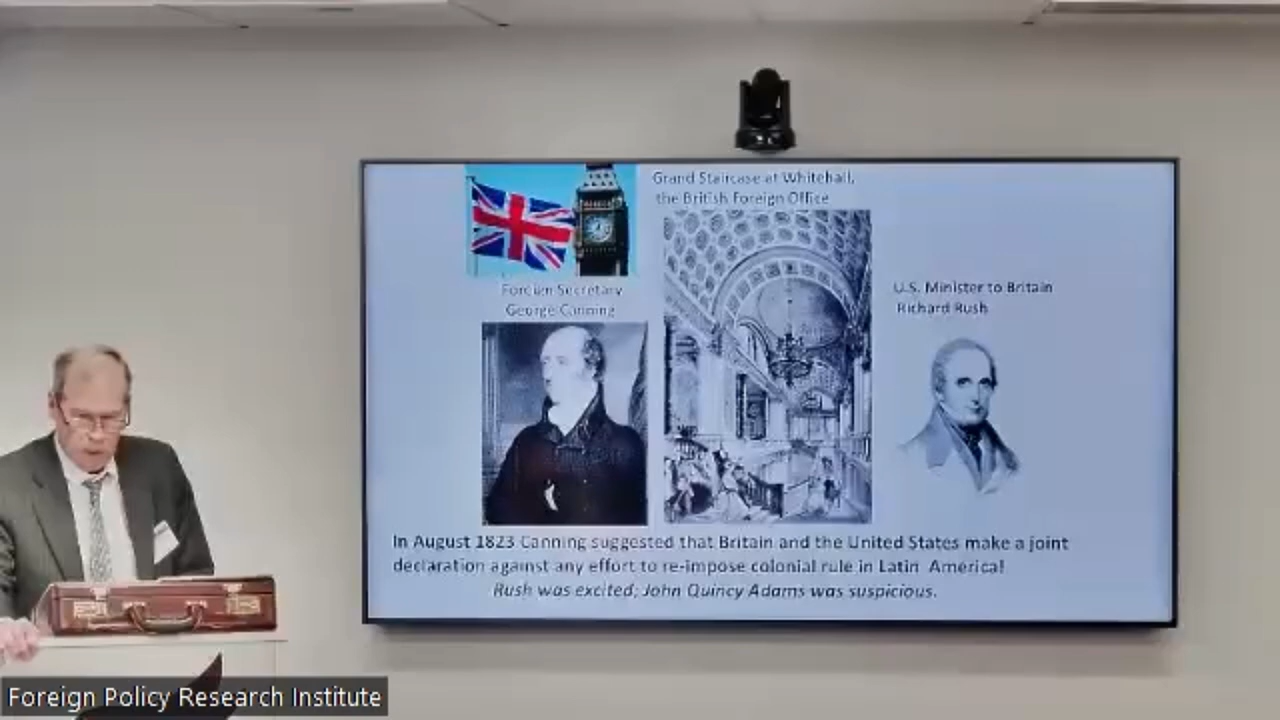 Grand Staircase at Whitehall,
the British Foreign Office
Foreign Secretary
George Canning
U.S. Minister to Britain
Richard Rush
In August 1823 Canning suggested that Britain and the United States make a joint
declaration against any effort to re-impose colonial rule in Latin America!
Rush was excited; John Quincy Adams was suspicious.
Foreign Policy Research Institute